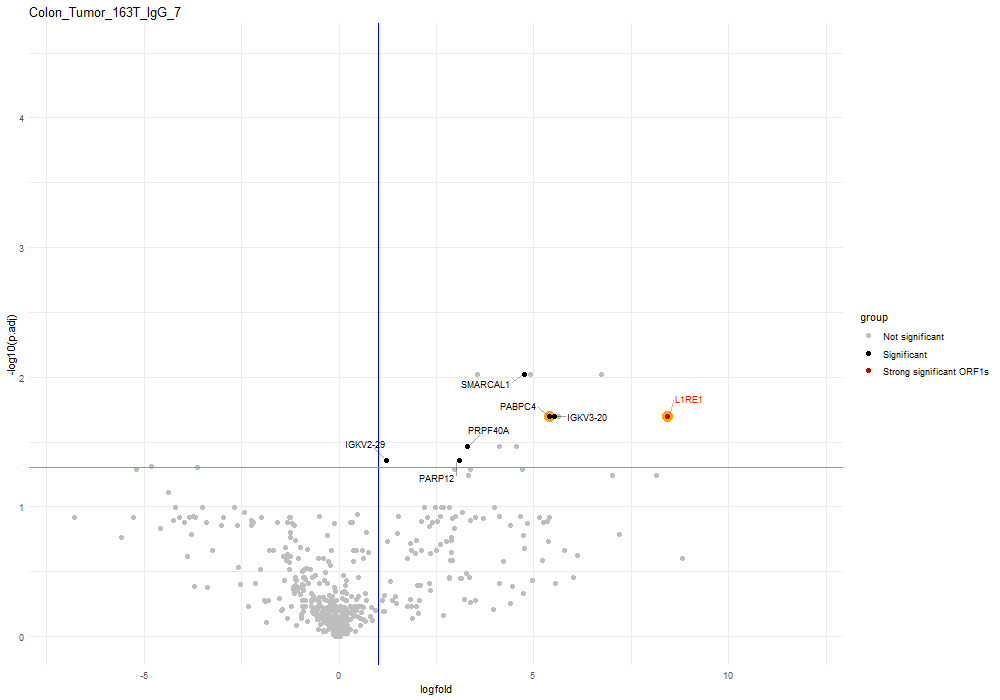 Colon_Tumor_163T_IgG_7
4
3
2
1
0
-log10(p.adj)
SMARCAL1
PABPC4
IGKV3-20
L1RE1
PRPF40A
IGKV2-29
PARP12
-5
0
5
10
logfold
group
Not significant
Significant
Strong significant ORF1s